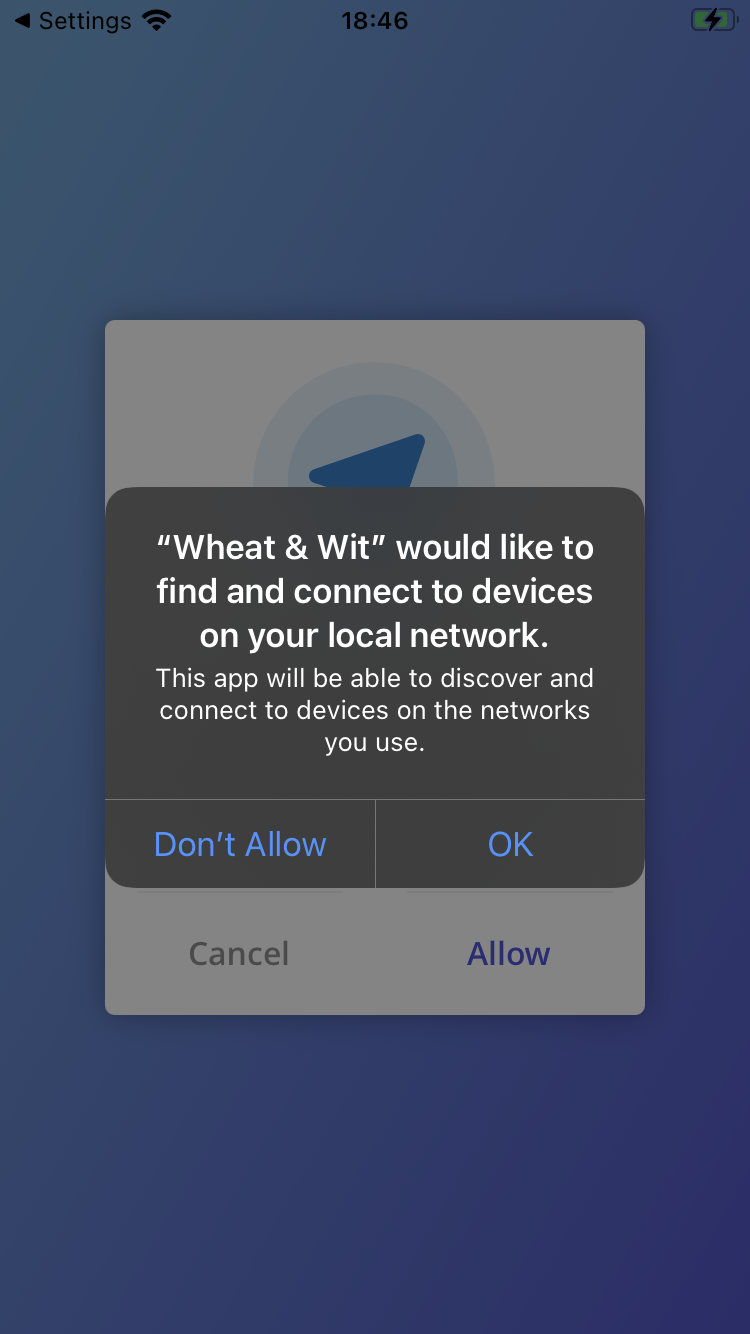 ◀ Settings 18:46
“Wheat & Wit” would like to
find and connect to devices
on your local network.
This app will be able to discover and
connect to devices on the networks
you use.
Don’t Allow OK
Cancel Allow